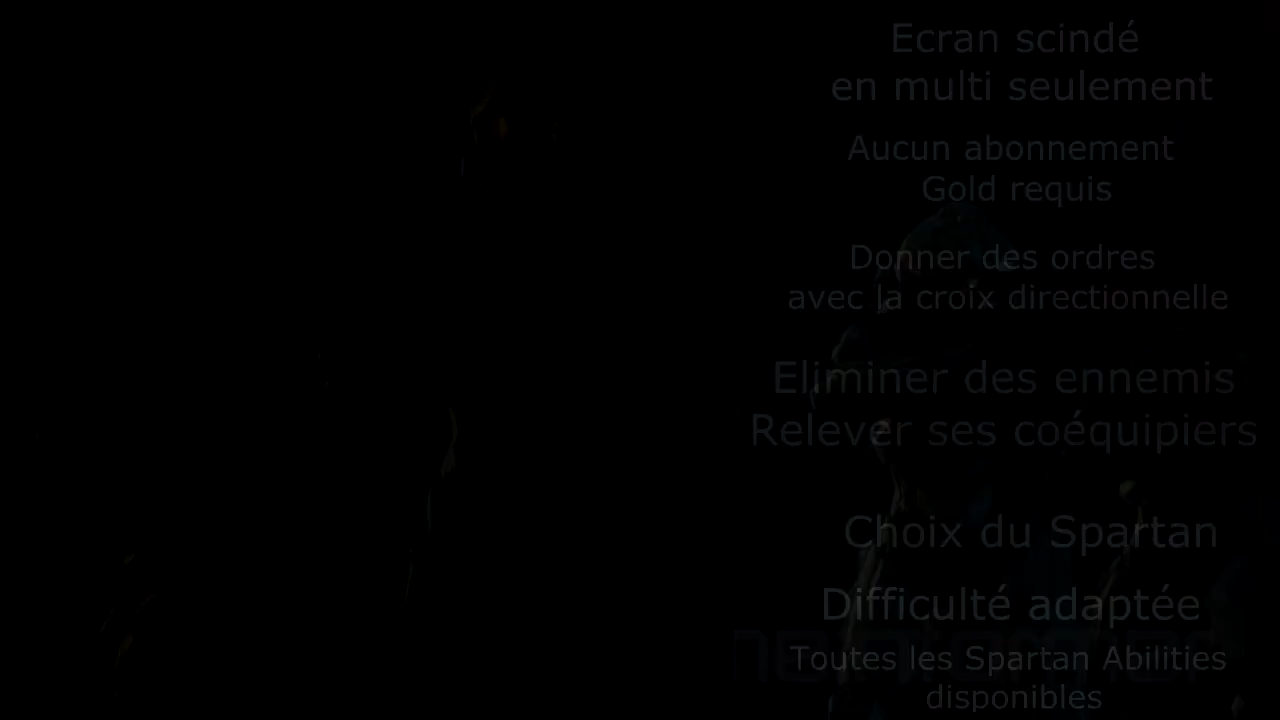 Ecran scindé
en multi seulement
Aucun abonnement
Gold requis
Donner des ordres
avec la croix directionnelle
Eliminer des ennemis
Relever ses coéquipiers
Choix du Spartan
Difficulté adaptée
Toutes les Spartan Abilities
disponibles